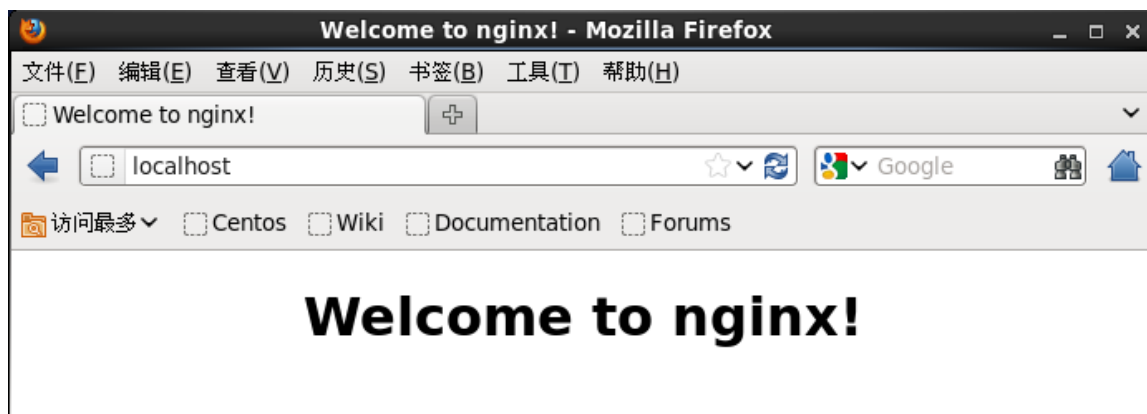 Welcome to nginx! - Mozilla Firefox
文件(F) 编辑(E) 查看(V) 历史(S) 书签(B) 工具(T) 帮助(H)
Welcome to nginx!
localhost Google
访问最多 Centos Wiki Documentation Forums
Welcome to nginx!